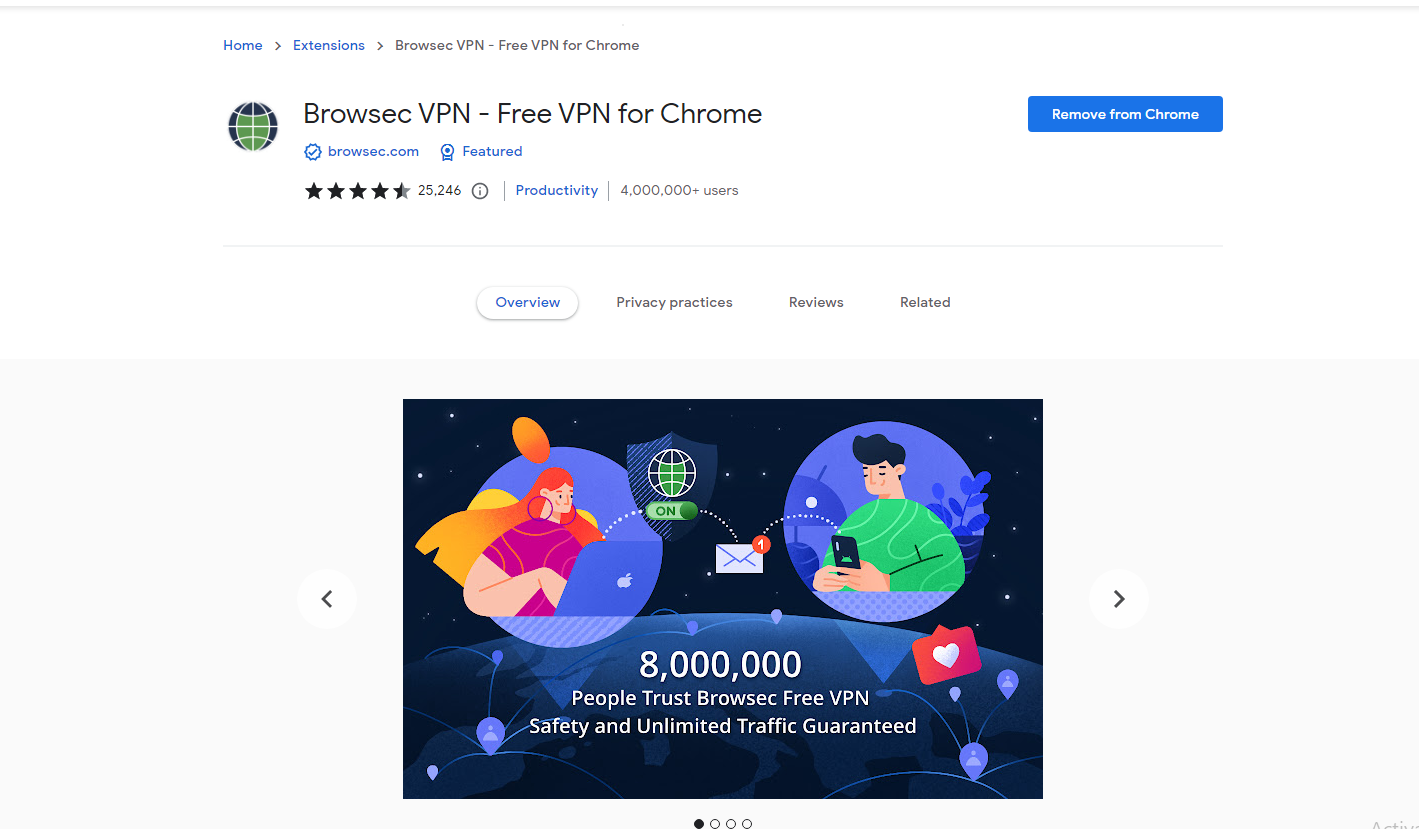 Home > Extensions > Browsec VPN - Free VPN for Chrome
Browsec VPN - Free VPN for Chrome
Remove from Chrome
browsec.com Featured
25,246 Productivity 4,000,000+ users
Overview Privacy practices Reviews Related
ON
1
8,000,000
People Trust Browsec Free VPN
Safety and Unlimited Traffic Guaranteed